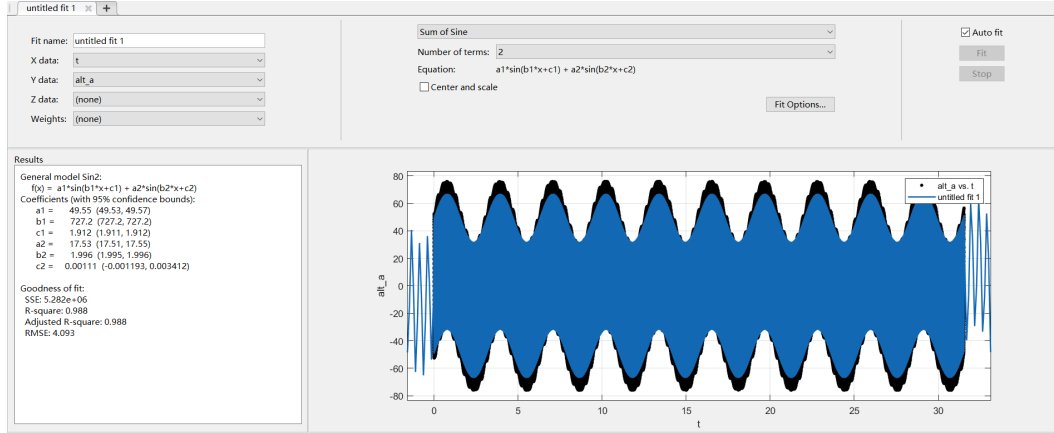 untitled fit 1
Fit name: untitled fit 1
X data: t
Y data: alt_a
Z data: (none)
Weights: (none)
Sum of Sine
Number of terms: 2
Equation: a1*sin(b1*x+c1) + a2*sin(b2*x+c2)
Center and scale
Fit Options...
Auto fit
Fit
Stop
Results
General model Sin2:
f(x) = a1*sin(b1*x+c1) + a2*sin(b2*x+c2)
Coefficients (with 95% confidence bounds):
a1 = 49.55 (49.53, 49.57)
b1 = 727.2 (727.2, 727.2)
c1 = 1.912 (1.911, 1.912)
a2 = 17.53 (17.51, 17.55)
b2 = 1.996 (1.995, 1.996)
c2 = 0.00111 (-0.001193, 0.003412)
Goodness of fit:
SSE: 5.282e+06
R-square: 0.988
Adjusted R-square: 0.988
RMSE: 4.093
80
60
40
20
0
-20
-40
-60
-80
alt_a
0 5 10 15 20 25 30
t
alt_a vs. t
untitled fit 1